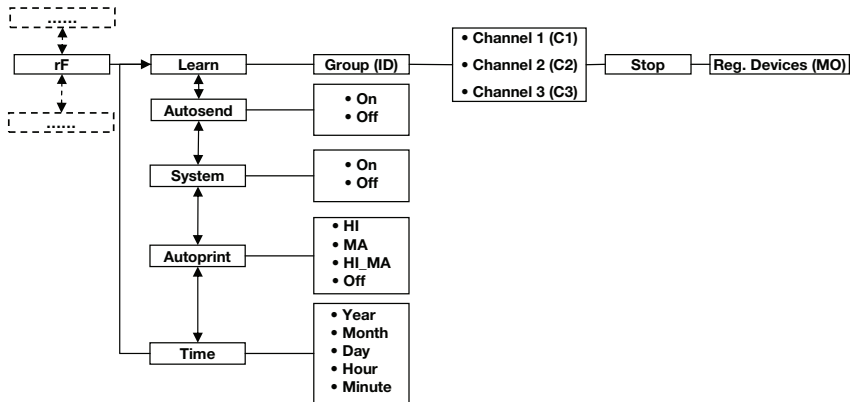 ......
rF
......
Learn
Group (ID)
• Channel 1 (C1)
• Channel 2 (C2)
• Channel 3 (C3)
Stop
Reg. Devices (MO)
Autosend
• On
• Off
System
• On
• Off
Autoprint
• HI
• MA
• HI_MA
• Off
Time
• Year
• Month
• Day
• Hour
• Minute